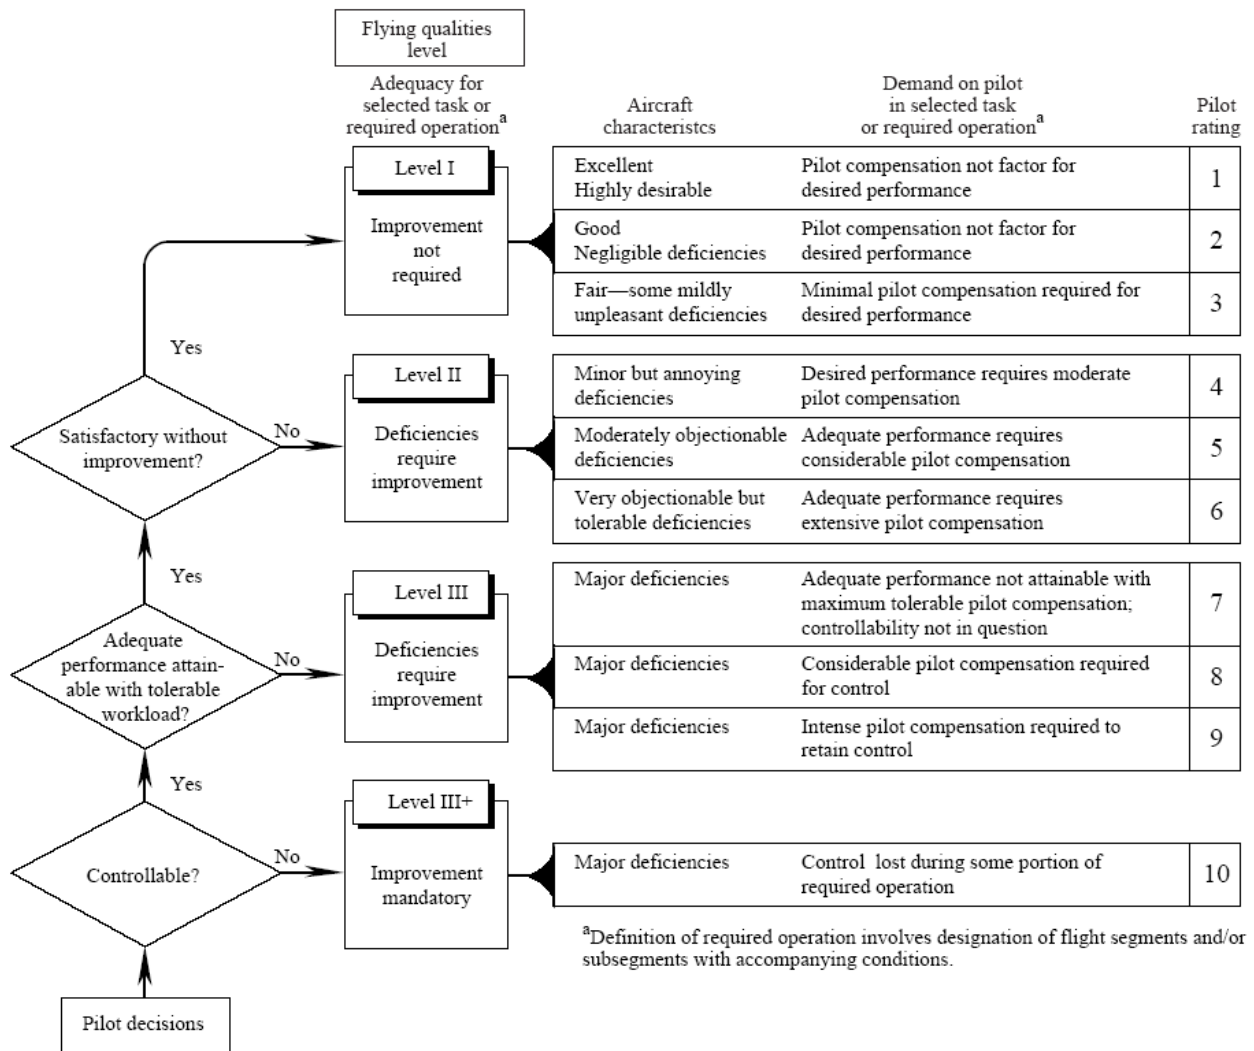 Flying qualities
level
Adequacy for
selected task or
required operationa
Aircraft
characteristcs
Demand on pilot
in selected task
or required operationa
Pilot
rating
Level I
Improvement
not
required
Excellent
Highly desirable
Pilot compensation not factor for
desired performance
1
Good
Negligible deficiencies
Pilot compensation not factor for
desired performance
2
Fair—some mildly
unpleasant deficiencies
Minimal pilot compensation required for
desired performance
3
Yes
Satisfactory without
improvement?
No
Level II
Deficiencies
require
improvement
Minor but annoying
deficiencies
Desired performance requires moderate
pilot compensation
4
Moderately objectionable
deficiencies
Adequate performance requires
considerable pilot compensation
5
Very objectionable but
tolerable deficiencies
Adequate performance requires
extensive pilot compensation
6
Yes
Adequate
performance attain-
able with tolerable
workload?
No
Level III
Deficiencies
require
improvement
Major deficiencies
Adequate performance not attainable with
maximum tolerable pilot compensation;
controllability not in question
7
Major deficiencies
Considerable pilot compensation required
for control
8
Major deficiencies
Intense pilot compensation required to
retain control
9
Yes
Controllable?
No
Level III+
Improvement
mandatory
Major deficiencies
Control lost during some portion of
required operation
10
aDefinition of required operation involves designation of flight segments and/or
subsegments with accompanying conditions.
Pilot decisions